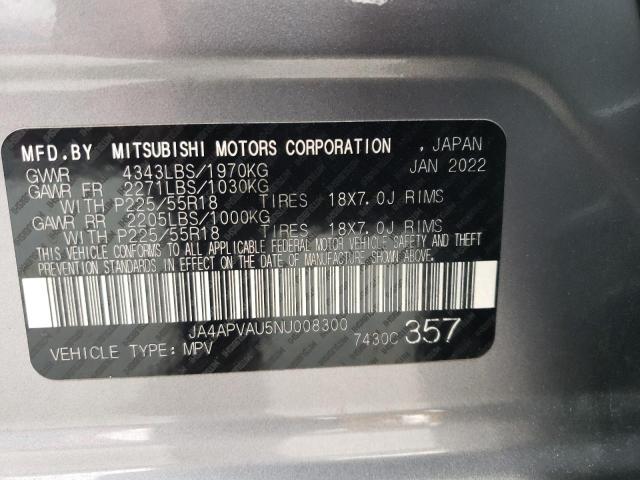 MFD.BY MITSUBISHI MOTORS CORPORATION , JAPAN
GVWR 4343LBS/1970KG JAN 2022
GAWR FR 2271LBS/1030KG
WITH P225/55R18 TIRES 18X7.0J RIMS
GAWR RR 2205LBS/1000KG
WITH P225/55R18 TIRES 18X7.0J RIMS
THIS VEHICLE CONFORMS TO ALL APPLICABLE FEDERAL MOTOR VEHICLE SAFETY AND THEFT
PREVENTION STANDARDS IN EFFECT ON THE DATE OF MANUFACTURE SHOWN ABOVE.
JA4APVAU5NU008300
VEHICLE TYPE: MPV 7430C 357